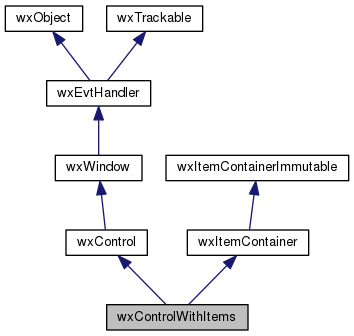 wxObject
wxTrackable
wxEvtHandler
wxWindow
wxItemContainerImmutable
wxControl
wxItemContainer
wxControlWithItems